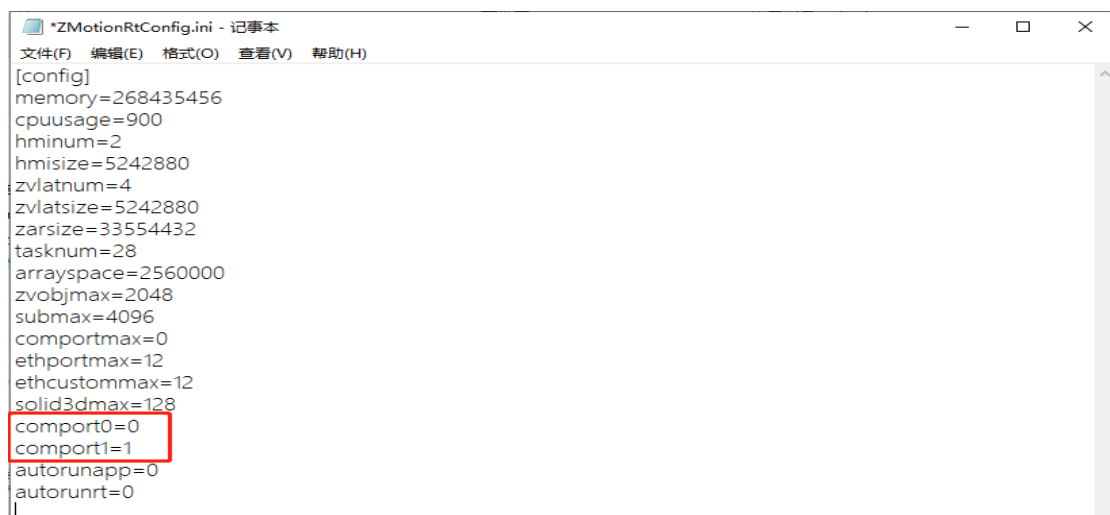 *ZMotionRtConfig.ini - 记事本
文件(F) 编辑(E) 格式(O) 查看(V) 帮助(H)
[config]
memory=268435456
cpuusage=900
hminum=2
hmisize=5242880
zvlatnum=4
zvlatsize=5242880
zarsize=33554432
tasknum=28
arrayspace=2560000
zvobjmax=2048
submax=4096
comportmax=0
ethportmax=12
ethcustommax=12
solid3dmax=128
comport0=0
comport1=1
autorunapp=0
autorunrt=0